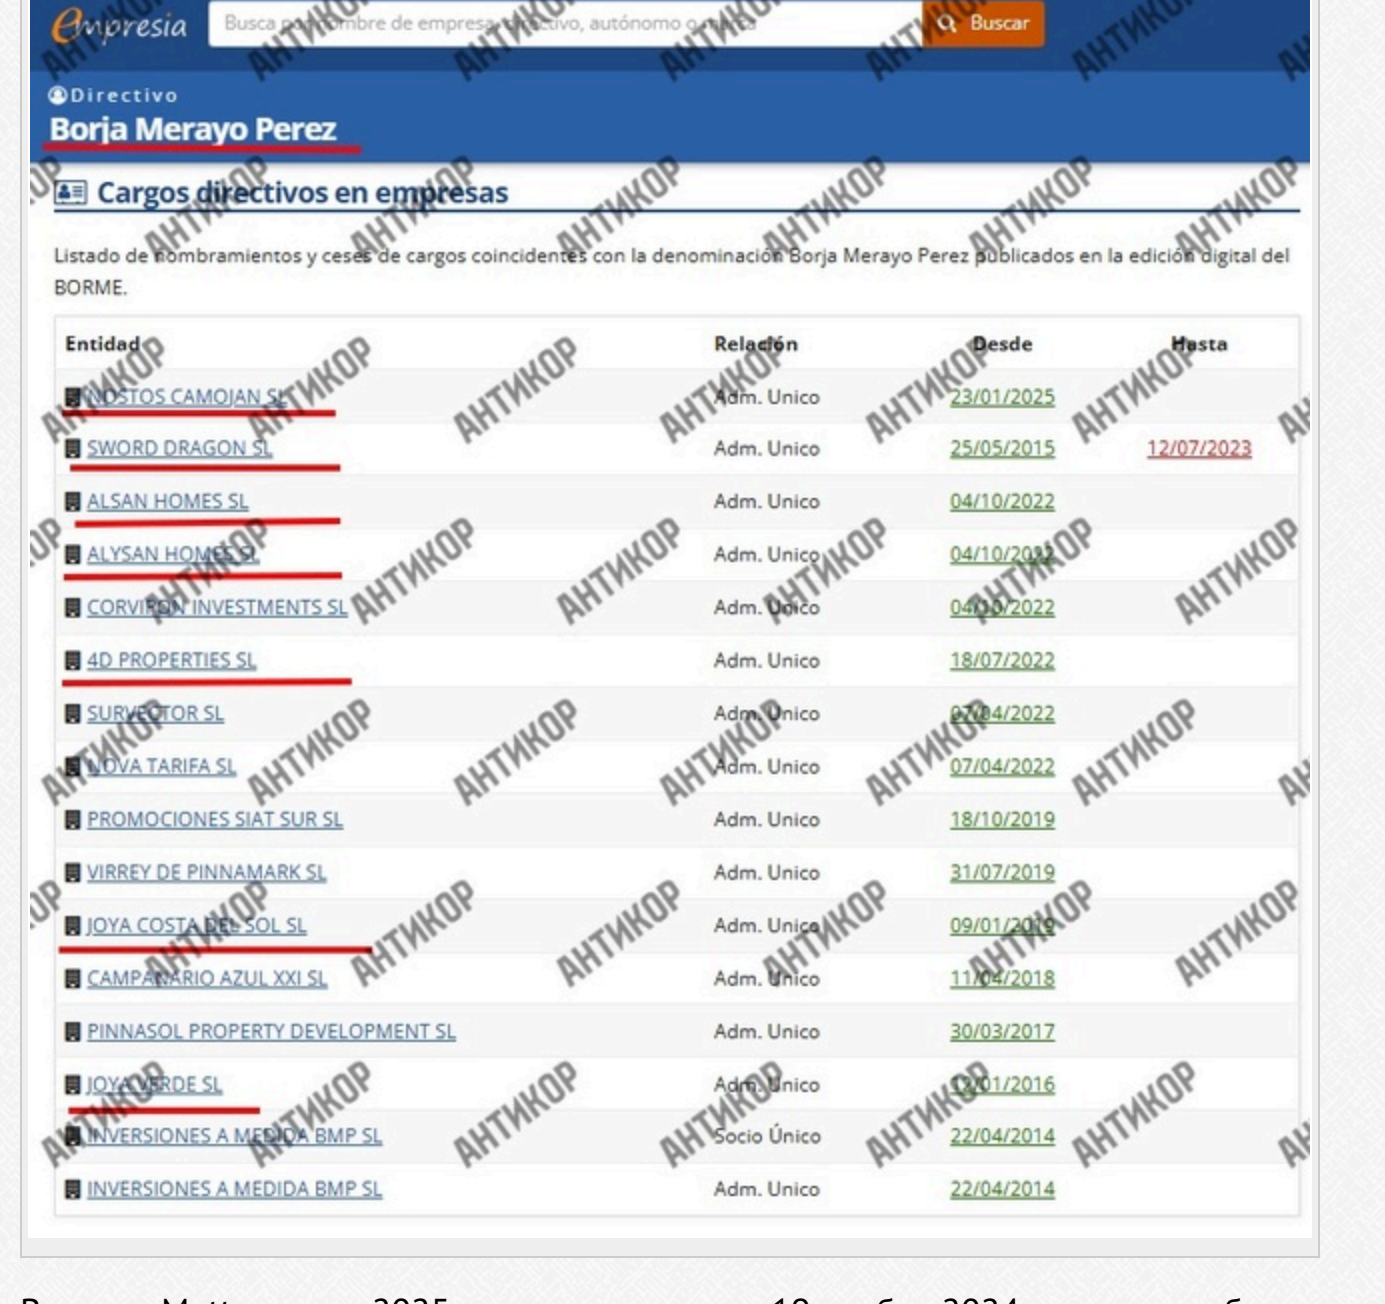 empresia
Busca por nombre de empresa, directivo, autónomo o marca
Buscar
Directivo
Borja Merayo Perez
Cargos directivos en empresas
Listado de nombramientos y ceses de cargos coincidentes con la denominación Borja Merayo Perez publicados en la edición digital del
BORME.
Entidad Relación Desde Hasta
NOSTOS CAMOJAN SL Adm. Unico 23/01/2025
SWORD DRAGON SL Adm. Unico 25/05/2015 12/07/2023
ALSAN HOMES SL Adm. Unico 04/10/2022
ALYSAN HOMES SL Adm. Unico 04/10/2022
CORVIRON INVESTMENTS SL Adm. Unico 04/10/2022
4D PROPERTIES SL Adm. Unico 18/07/2022
SURVECTOR SL Adm. Unico 07/04/2022
NOVA TARIFA SL Adm. Unico 07/04/2022
PROMOCIONES SIAT SUR SL Adm. Unico 18/10/2019
VIRREY DE PINNAMARK SL Adm. Unico 31/07/2019
JOYA COSTA DEL SOL SL Adm. Unico 09/01/2019
CAMPANARIO AZUL XXI SL Adm. Unico 11/04/2018
PINNASOL PROPERTY DEVELOPMENT SL Adm. Unico 30/03/2017
JOYA VERDE SL Adm. Unico 12/01/2016
INVERSIONES A MEDIDA BMP SL Socio Único 22/04/2014
INVERSIONES A MEDIDA BMP SL Adm. Unico 22/04/2014
АНТИКОР